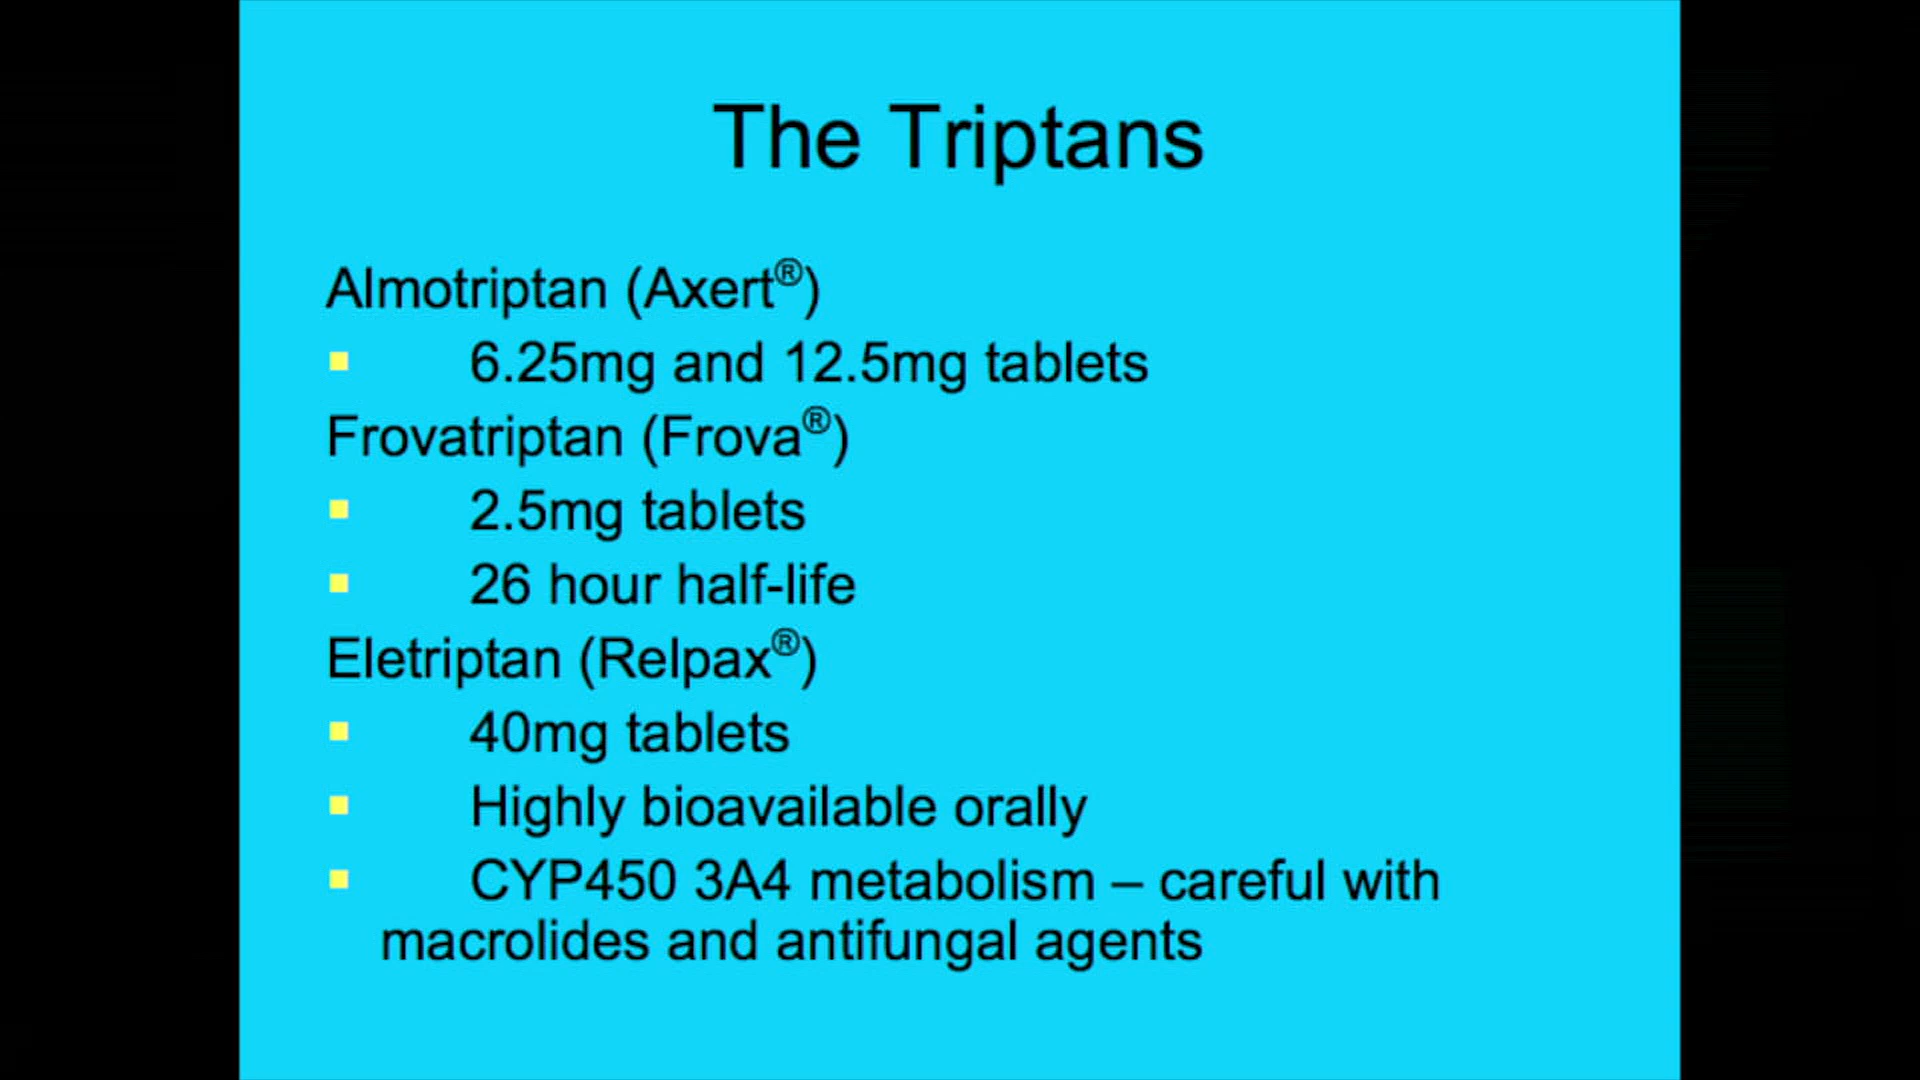 The Triptans
Almotriptan (Axert®)
▪ 6.25mg and 12.5mg tablets
Frovatriptan (Frova®)
▪ 2.5mg tablets
▪ 26 hour half-life
Eletriptan (Relpax®)
▪ 40mg tablets
▪ Highly bioavailable orally
▪ CYP450 3A4 metabolism – careful with
macrolides and antifungal agents